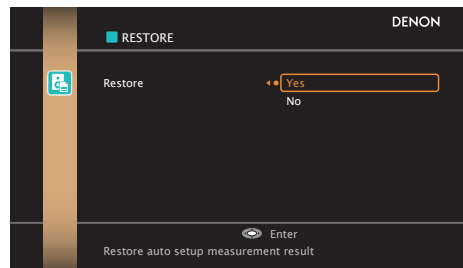 DENON
RESTORE
Restore
Yes
No
Enter
Restore auto setup measurement result